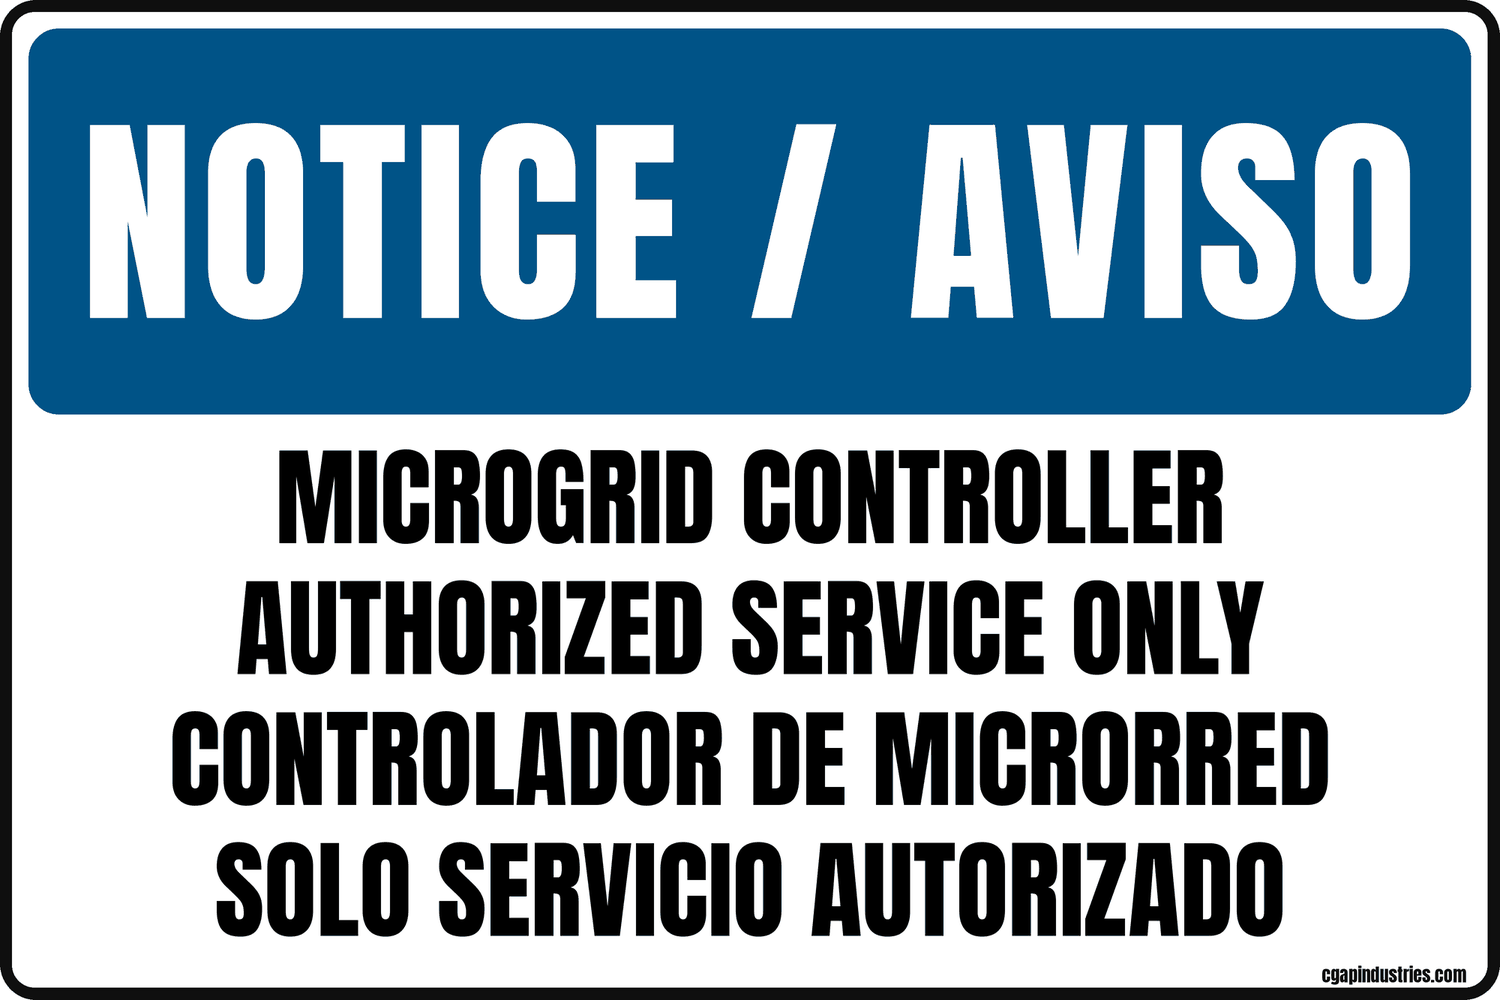 NOTICE / AVISO
MICROGRID CONTROLLER
AUTHORIZED SERVICE ONLY
CONTROLADOR DE MICRORRED
SOLO SERVICIO AUTORIZADO
cgapindustries.com